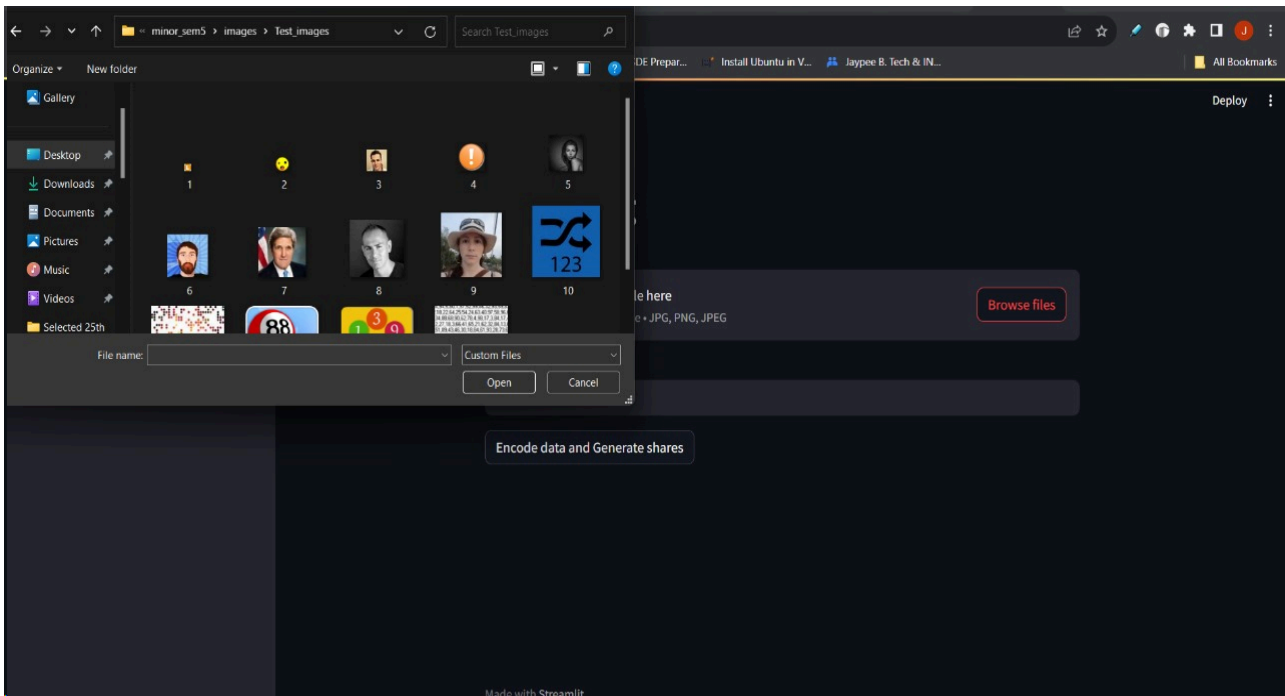 « minor_sem5 > images > Test_images
Search Test_images
Organize
New folder
DE Prepar...
Install Ubuntu in V...
Jaypee B. Tech & IN...
All Bookmarks
J
Gallery
Deploy
Desktop
Downloads
Documents
Pictures
Music
Videos
Selected 25th
1
2
3
4
5
123
6
7
8
9
10
88
1
3
9
le here
e • JPG, PNG, JPEG
Browse files
File name:
Custom Files
Open
Cancel
Encode data and Generate shares
Made with Streamlit